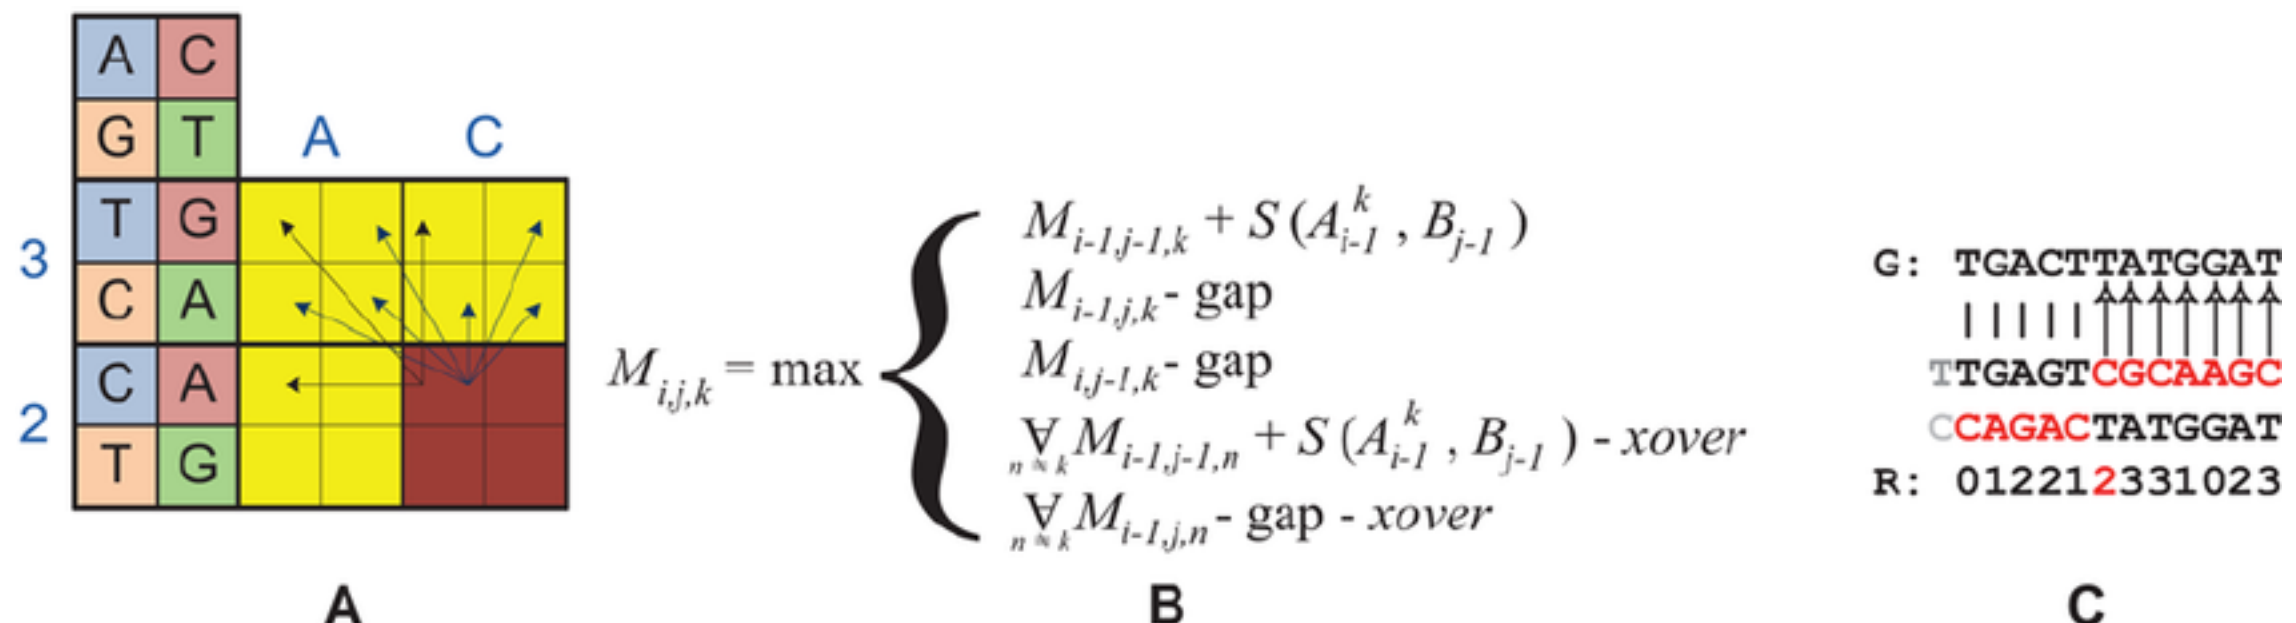 A C
G T A C
T G
3
C A
C A
2
T G
A
M_{i,j,k} = max
M_{i-1,j-1,k} + S (A^k_{i-1} , B_{j-1} )
M_{i-1,j,k} - gap
M_{i,j-1,k} - gap
∀_{n≠k} M_{i-1,j-1,n} + S (A^k_{i-1} , B_{j-1} ) - xover
∀_{n≠k} M_{i-1,j,n} - gap - xover
B
G: TGACTTATGGAT
TTGAGTCGCAAGC
CCAGACTATGGAT
R: 012212331023
C